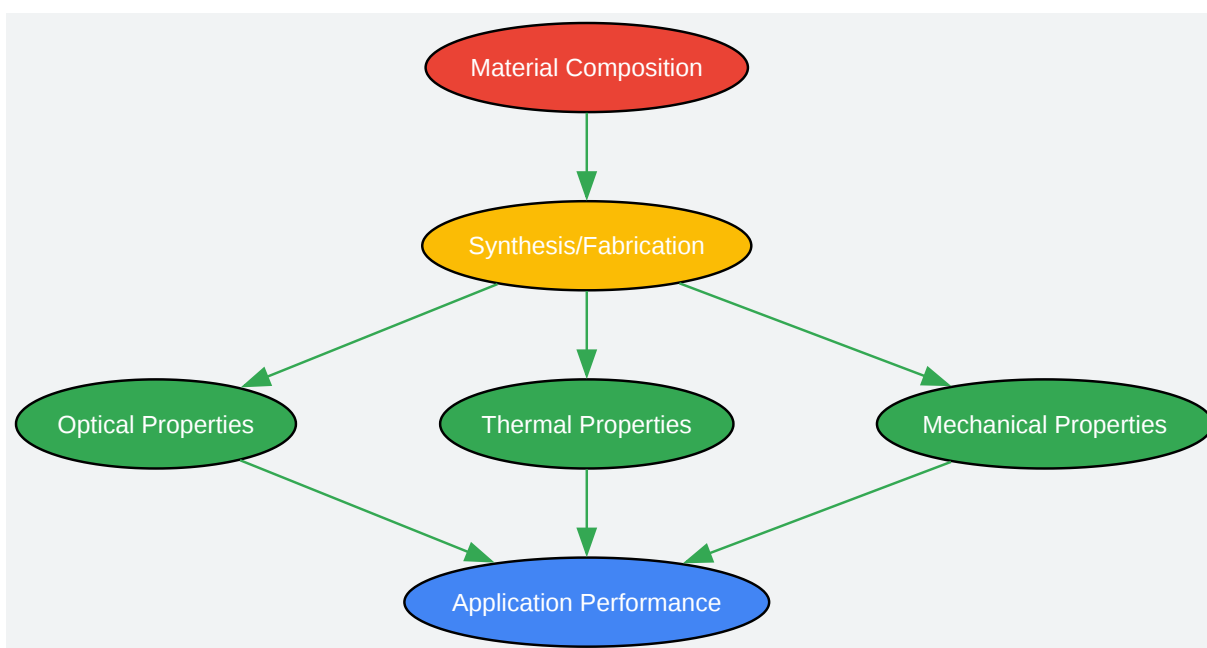 Material Composition
Synthesis/Fabrication
Optical Properties
Thermal Properties
Mechanical Properties
Application Performance